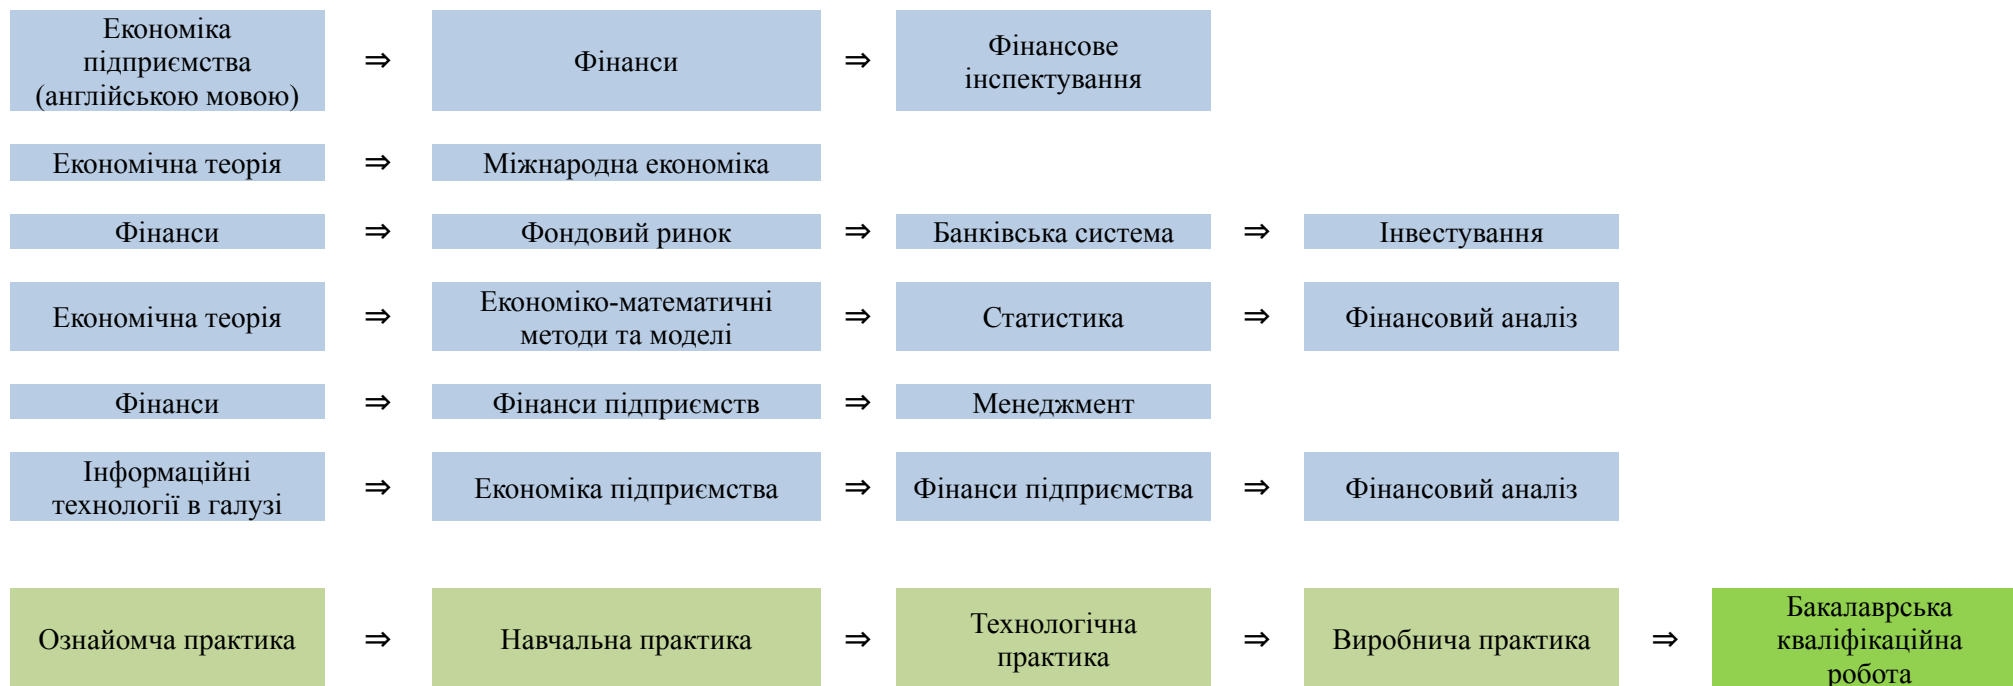 Економіка
підприємства
(англійською мовою)
⇒
Фінанси
⇒
Фінансове
інспектування
Економічна теорія
⇒
Міжнародна економіка
Фінанси
⇒
Фондовий ринок
⇒
Банківська система
⇒
Інвестування
Економічна теорія
⇒
Економіко-математичні
методи та моделі
⇒
Статистика
⇒
Фінансовий аналіз
Фінанси
⇒
Фінанси підприємств
⇒
Менеджмент
Інформаційні
технології в галузі
⇒
Економіка підприємства
⇒
Фінанси підприємства
⇒
Фінансовий аналіз
Ознайомча практика
⇒
Навчальна практика
⇒
Технологічна
практика
⇒
Виробнича практика
⇒
Бакалаврська
кваліфікаційна
робота